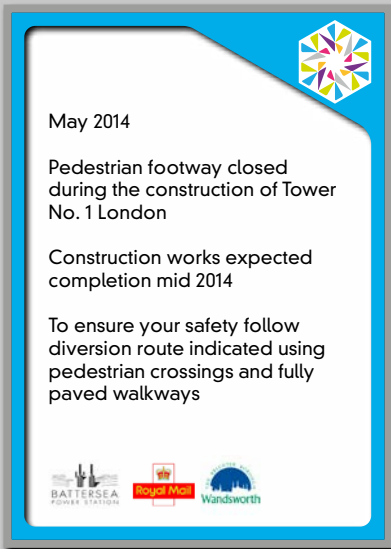 May 2014
Pedestrian footway closed
during the construction of Tower
No. 1 London
Construction works expected
completion mid 2014
To ensure your safety follow
diversion route indicated using
pedestrian crossings and fully
paved walkways
BATTERSEA
POWER STATION
Royal Mail
Wandsworth